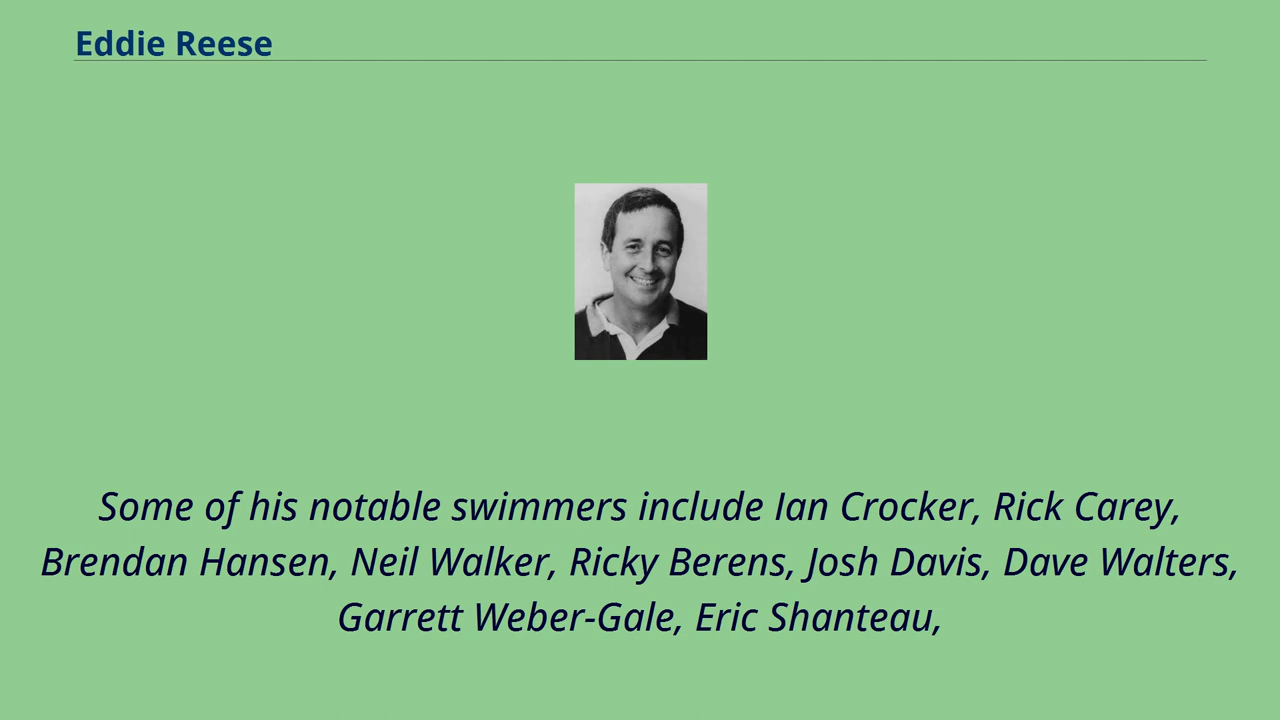 Eddie Reese
Some of his notable swimmers include Ian Crocker, Rick Carey,
Brendan Hansen, Neil Walker, Ricky Berens, Josh Davis, Dave Walters,
Garrett Weber-Gale, Eric Shanteau,